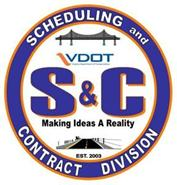 SCHEDULING and
VDOT
S&C
Making Ideas A Reality
EST. 2003
CONTRACT DIVISION